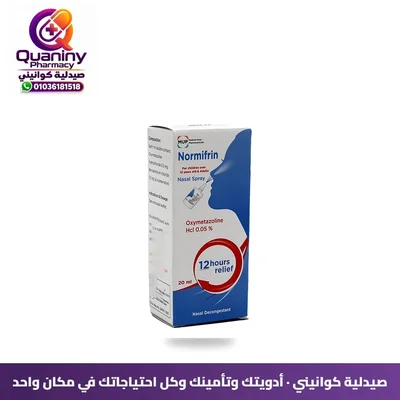 Quaniny
Pharmacy
صيدلية كوانيني
01036181518
MUP
Normifrin
For children over
12 years old & Adults
Nasal Spray
Oxymetazoline
Hcl 0.05 %
12 hours
relief
20 ml
Nasal Decongestant
صيدلية كوانيني · أدويتك وتأمينك وكل احتياجاتك في مكان واحد